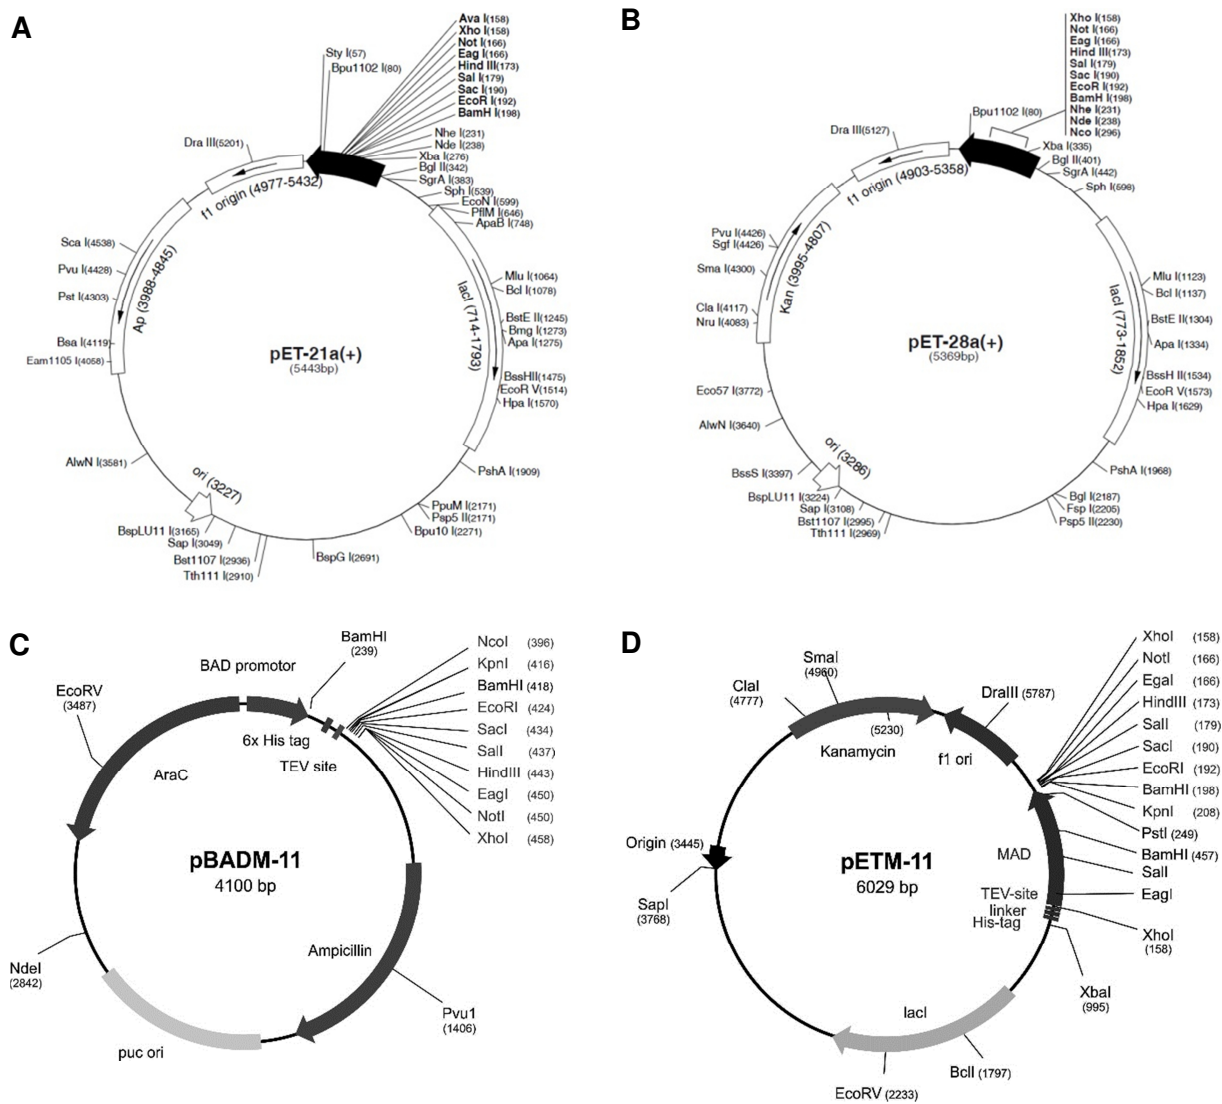 A
Ava I(158)
Xho I(158)
Not I(166)
Eag I(166)
Hind III(173)
Sal I(179)
Sac I(190)
EcoR I(192)
BamH I(198)
Sty I(57)
Bpu1102 I(80)
Nhe I(231)
Nde I(238)
Xba I(276)
Bgl II(342)
SgrA I(383)
Sph I(539)
EcoN I(599)
PflM I(646)
ApaB I(748)
Dra III(5201)
f1 origin (4977-5432)
Sca I(4538)
Pvu I(4428)
Pst I(4303)
Bsa I(4119)
Eam1105 I(4058)
Ap (3988-4845)
lacI (714-1793)
Mlu I(1064)
Bcl I(1078)
BstE II(1245)
Bmg I(1273)
Apa I(1275)
BssHII(1475)
EcoR V(1514)
Hpa I(1570)
pET-21a(+)
(5443bp)
AlwN I(3581)
ori (3227)
PshA I(1909)
PpuM I(2171)
Psp5 II(2171)
Bpu10 I(2271)
BspLU11 I(3165)
Sap I(3049)
Bst1107 I(2936)
Tth111 I(2910)
BspG I(2691)
B
Xho I(158)
Not I(166)
Eag I(166)
Hind III(173)
Sal I(179)
Sac I(190)
EcoR I(192)
BamH I(198)
Nhe I(231)
Nde I(238)
Nco I(296)
Bpu1102 I(80)
Xba I(335)
Bgl II(401)
SgrA I(442)
Sph I(698)
Dra III(5127)
f1 origin (4903-5358)
Pvu I(4426)
Sgf I(4426)
Sma I(4300)
Cla I(4117)
Nru I(4083)
Kan (3995-4807)
lacI (773-1852)
Mlu I(1123)
Bcl I(1137)
BstE II(1304)
Apa I(1334)
BssH II(1534)
EcoR V(1573)
Hpa I(1629)
pET-28a(+)
(5369bp)
Eco57 I(3772)
AlwN I(3640)
ori (3286)
BssS I(3397)
PshA I(1968)
Bgl I(2187)
Fsp I(2205)
Psp5 II(2230)
BspLU11 I(3224)
Sap I(3108)
Bst1107 I(2995)
Tth111 I(2969)
C
BamHI
(239)
BAD promotor
EcoRV
(3487)
6x His tag
TEV site
AraC
NcoI (396)
KpnI (416)
BamHI (418)
EcoRI (424)
SacI (434)
SalI (437)
HindIII (443)
EagI (450)
NotI (450)
XhoI (458)
pBADM-11
4100 bp
Ampicillin
NdeI
(2842)
Pvu1
(1406)
puc ori
D
SmaI
(4960)
ClaI
(4777)
DraIII (5787)
(5230)
Kanamycin
f1 ori
XhoI (158)
NotI (166)
EgaI (166)
HindIII (173)
SalI (179)
SacI (190)
EcoRI (192)
BamHI (198)
KpnI (208)
PstI (249)
BamHI (457)
SalI
EagI
XhoI
(158)
MAD
TEV-site
linker
His-tag
Origin (3445)
SapI
(3768)
pETM-11
6029 bp
XbaI
(995)
lacI
BclI (1797)
EcoRV (2233)